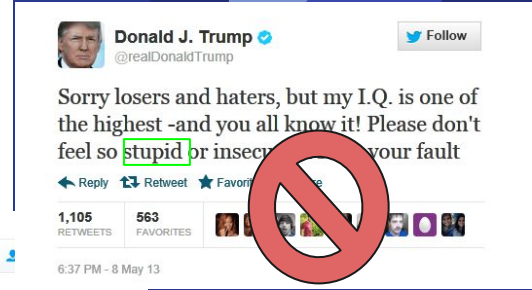 Donald J. Trump
Follow
@realDonaldTrump
Sorry losers and haters, but my I.Q. is one of
the highest -and you all know it! Please don't
feel so stupid or your fault
Reply Retweet
1,105 563
RETWEETS FAVORITES
6:37 PM - 8 May 13